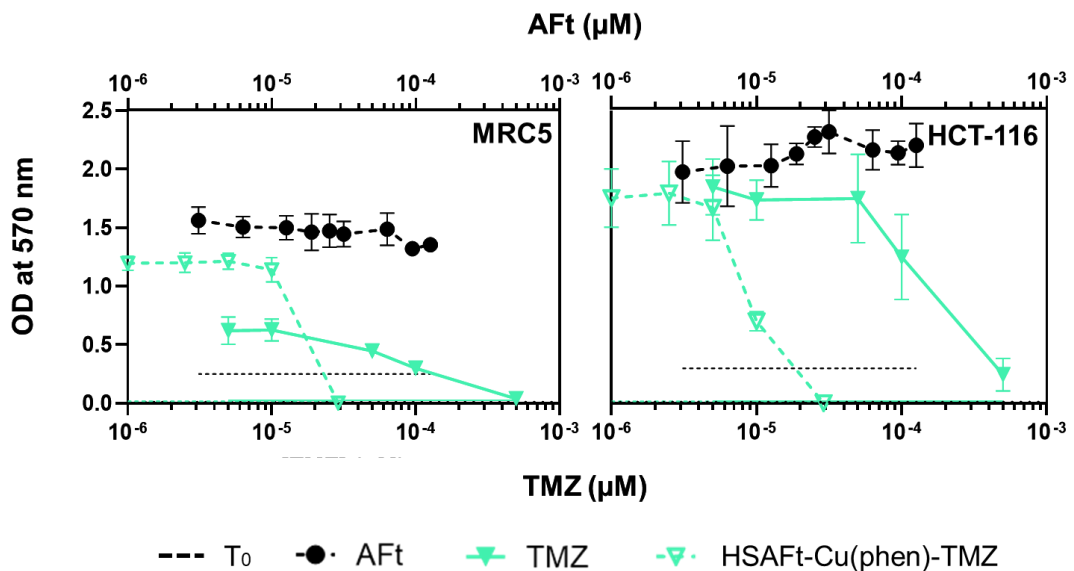 AFt (µM)
10-6 10-5 10-4 10-3 10-6 10-5 10-4 10-3
MRC5 HCT-116
OD at 570 nm
2.5
2.0
1.5
1.0
0.5
0.0
10-6 10-5 10-4 10-3 10-6 10-5 10-4 10-3
TMZ (µM)
T0 AFt TMZ HSAFt-Cu(phen)-TMZ